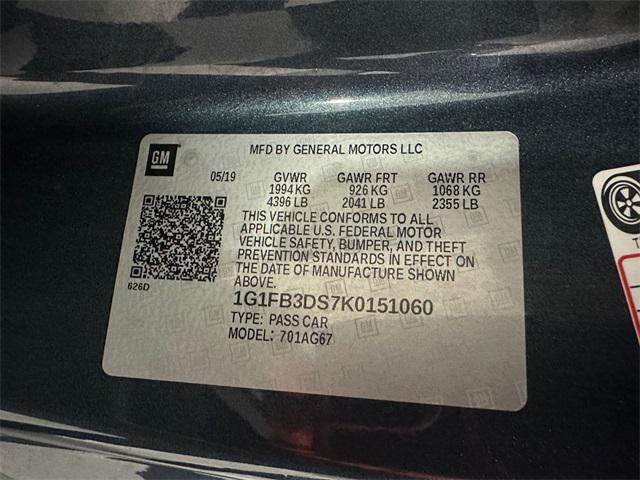 GM
MFD BY GENERAL MOTORS LLC
05/19 GVWR GAWR FRT GAWR RR
1994 KG 926 KG 1068 KG
4396 LB 2041 LB 2355 LB
THIS VEHICLE CONFORMS TO ALL
APPLICABLE U.S. FEDERAL MOTOR
VEHICLE SAFETY, BUMPER, AND THEFT
PREVENTION STANDARDS IN EFFECT ON
THE DATE OF MANUFACTURE SHOWN
ABOVE.
626D
1G1FB3DS7K0151060
TYPE: PASS CAR
MODEL: 701AG67